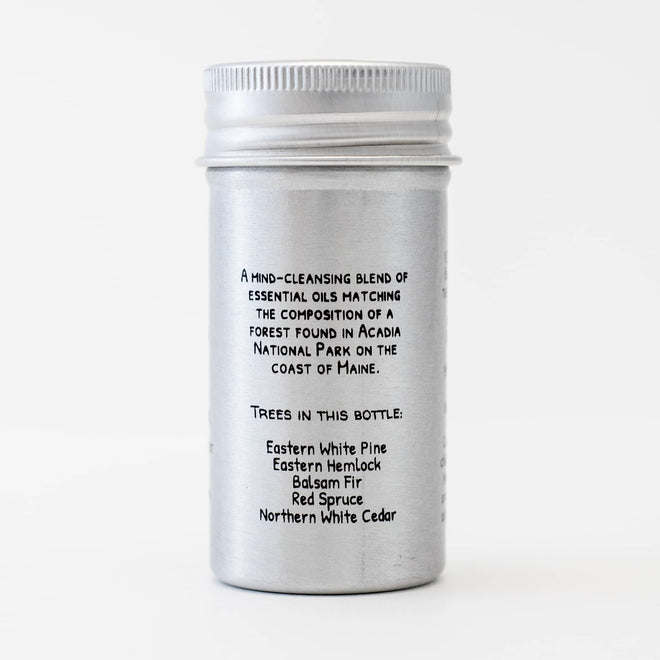 A MIND-CLEANSING BLEND OF
ESSENTIAL OILS MATCHING
THE COMPOSITION OF A
FOREST FOUND IN ACADIA
NATIONAL PARK ON THE
COAST OF MAINE.
TREES IN THIS BOTTLE:
Eastern White Pine
Eastern Hemlock
Balsam Fir
Red Spruce
Northern White Cedar